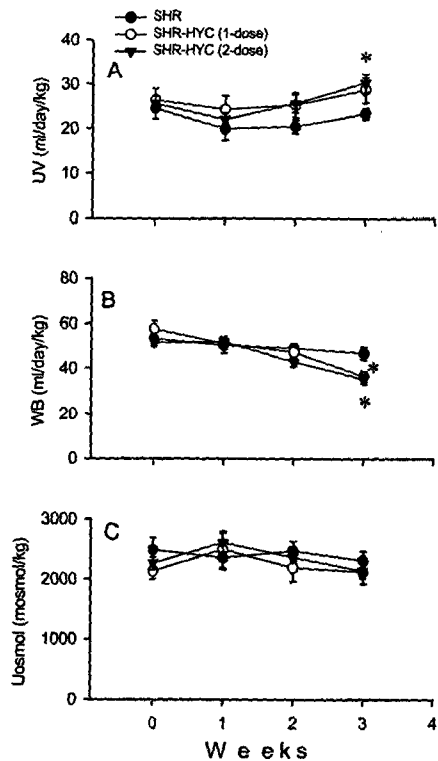 SHR
SHR-HYC (1-dose)
SHR-HYC (2-dose)
A
UV (ml/day/kg)
40
30
20
10
0
*
B
WB (ml/day/kg)
80
60
40
20
0
*
*
C
Uosmol (mosmol/kg)
3000
2000
1000
0
0 1 2 3 4
Weeks